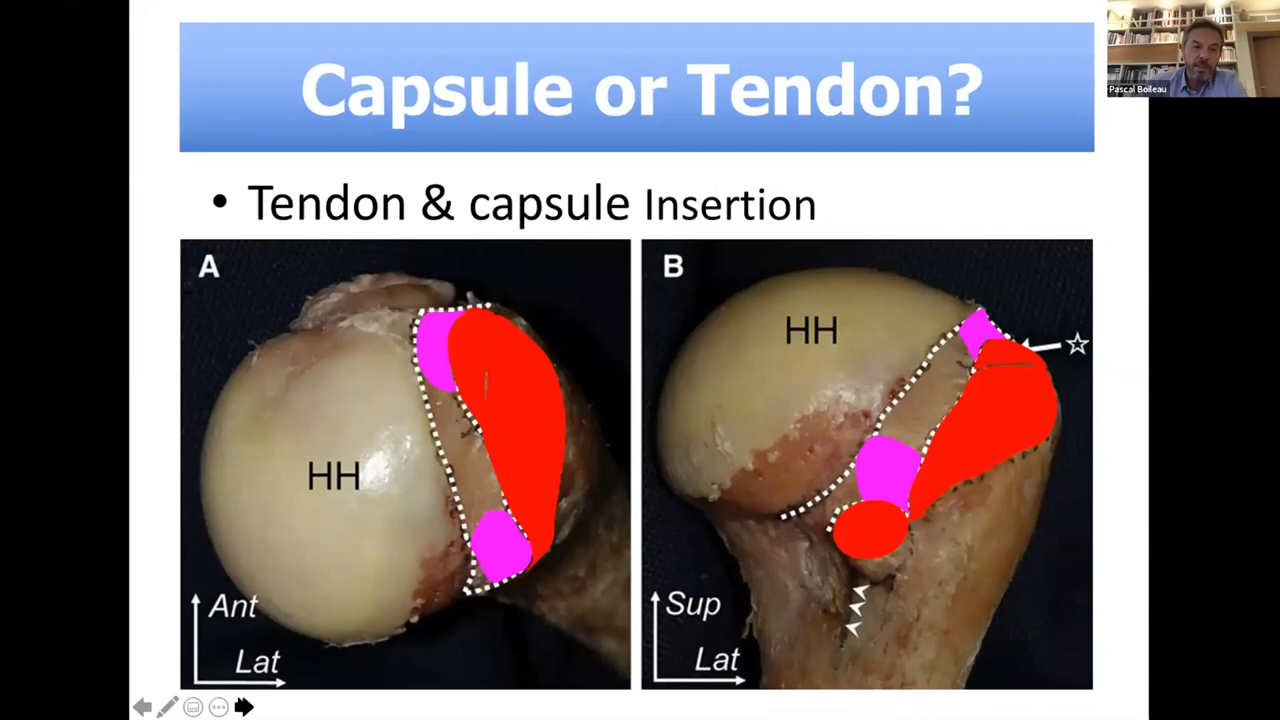 Capsule or Tendon?
Pascal Boileau
• Tendon & capsule Insertion
A
HH
Ant
Lat
B
HH
Sup
Lat